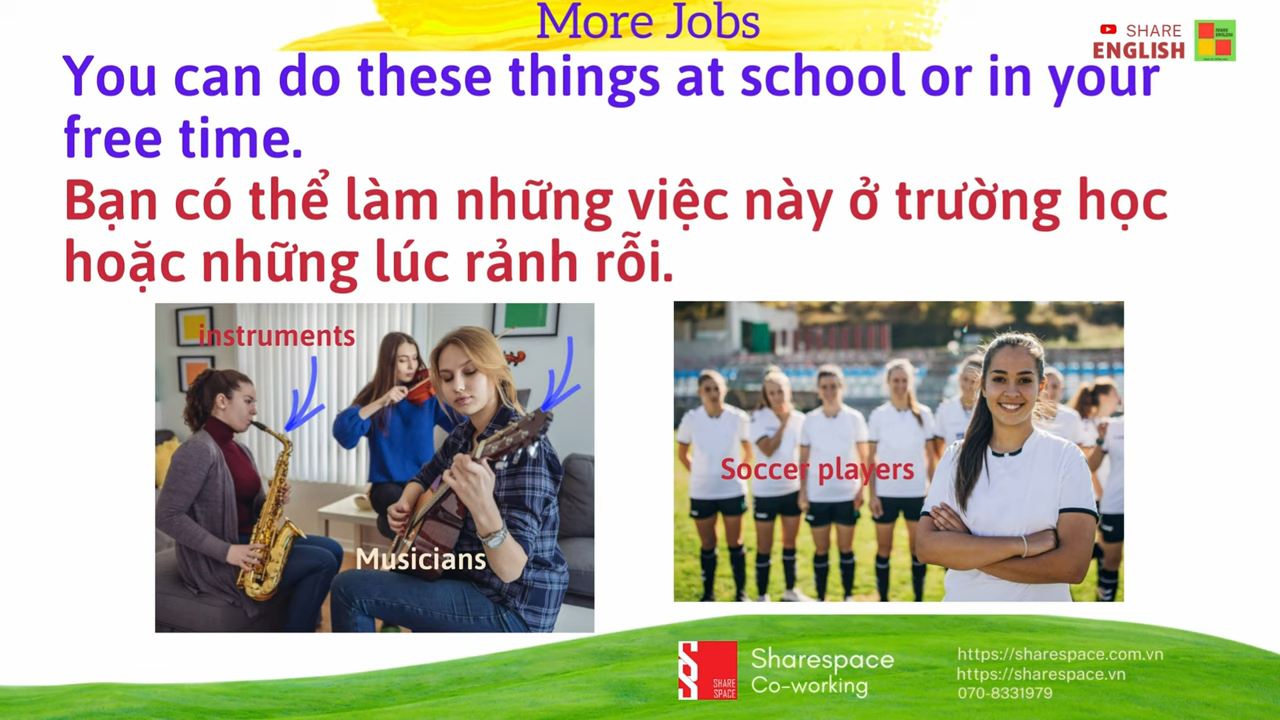 More Jobs
SHARE
ENGLISH
You can do these things at school or in your
free time.
Bạn có thể làm những việc này ở trường học
hoặc những lúc rảnh rỗi.
instruments
Musicians
Soccer players
SHARE
SPACE
Sharespace
Co-working
https://sharespace.com.vn
https://sharespace.vn
070-8331979